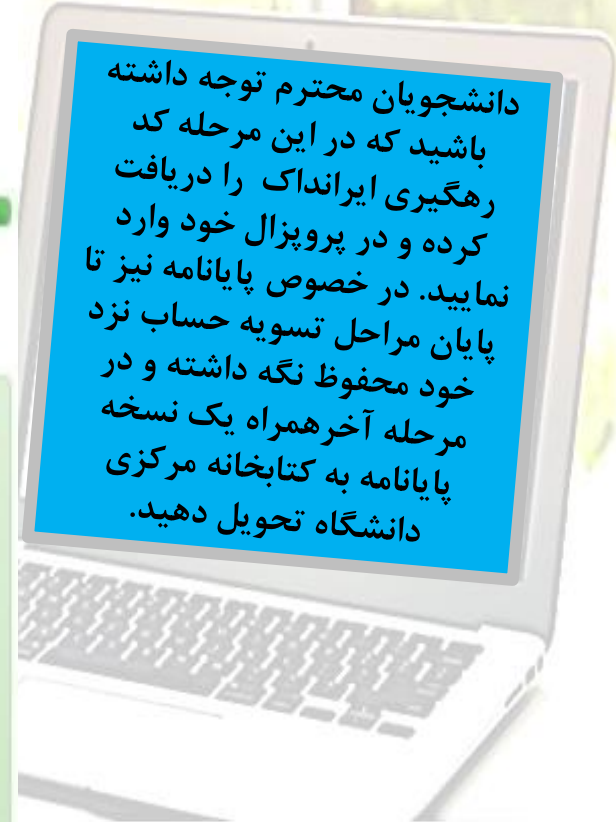 دانشجویان محترم توجه داشته
باشید که در این مرحله کد
رهگیری ایرانداک را دریافت
کرده و در پروپزال خود وارد
نمایید. در خصوص پایانامه نیز تا
پایان مراحل تسویه حساب نزد
خود محفوظ نگه داشته و در
مرحله آخرهمراه یک نسخه
پایانامه به کتابخانه مرکزی
دانشگاه تحویل دهید.